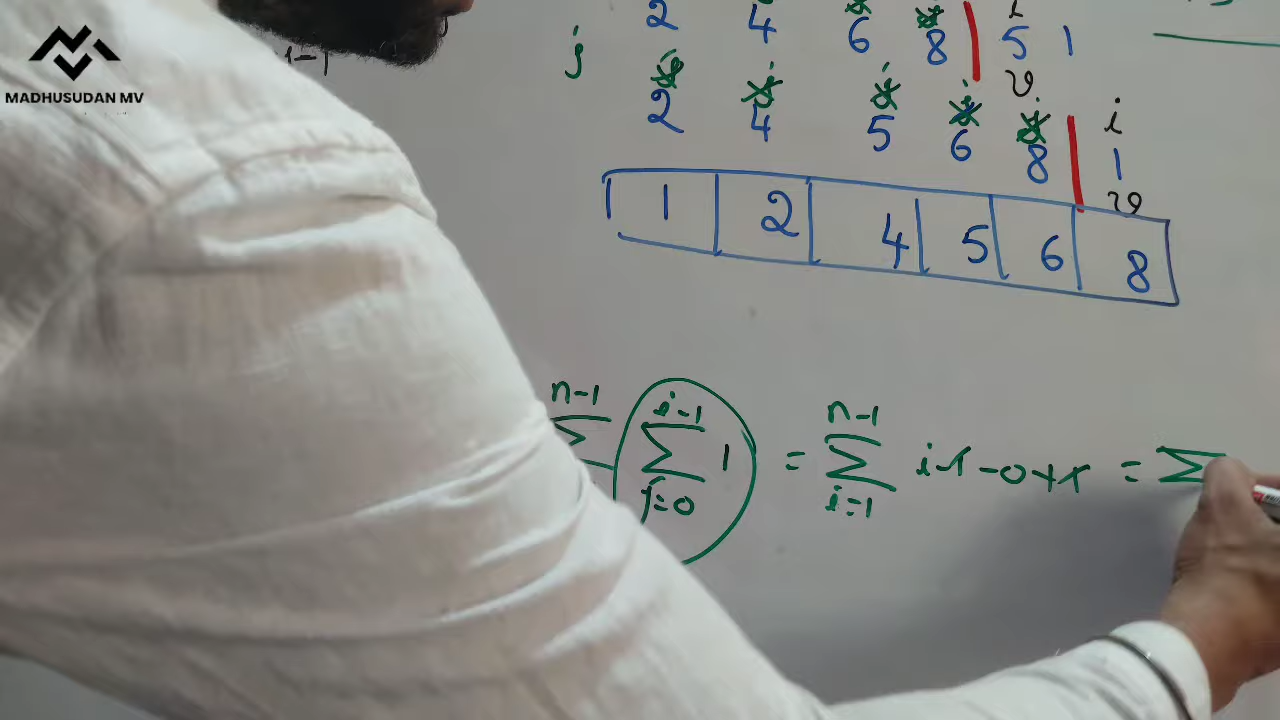 MADHUSUDAN MV
2 4 6 8 5 1
j
v
2 4 5 6 8 i
1
v
1 2 4 5 6 8
n-1 i-1 n-1
Σ Σ 1 = Σ i-1-0+1 = Σ
j=0 i=1